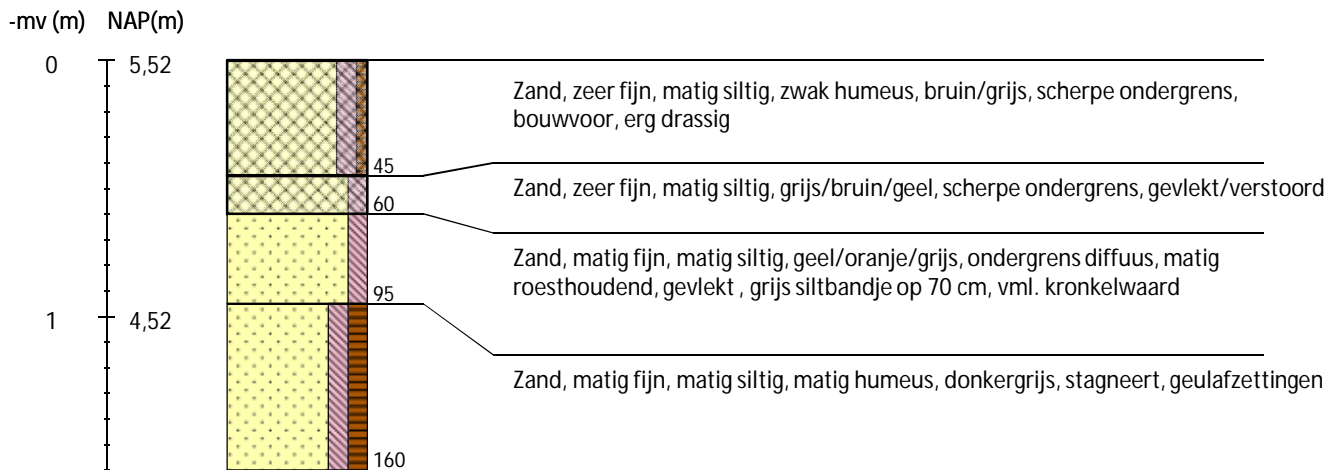 -mv (m) NAP(m)
0 5,52
Zand, zeer fijn, matig siltig, zwak humeus, bruin/grijs, scherpe ondergrens,
bouwvoor, erg drassig
45
Zand, zeer fijn, matig siltig, grijs/bruin/geel, scherpe ondergrens, gevlekt/verstoord
60
Zand, matig fijn, matig siltig, geel/oranje/grijs, ondergrens diffuus, matig
roesthoudend, gevlekt , grijs siltbandje op 70 cm, vml. kronkelwaard
95
1 4,52
Zand, matig fijn, matig siltig, matig humeus, donkergrijs, stagneert, geulafzettingen
160